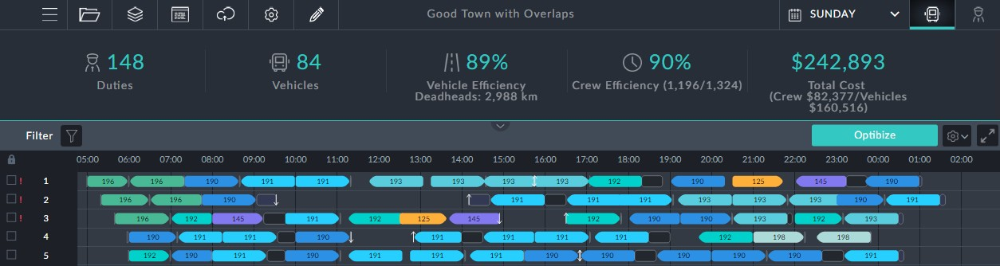 Good Town with Overlaps SUNDAY
148 84 89% 90% $242,893
Duties Vehicles Vehicle Efficiency Crew Efficiency (1,196/1,324) Total Cost
Deadheads: 2,988 km (Crew $82,377/Vehicles
$160,516)
Filter Optibize
05:00 06:00 07:00 08:00 09:00 10:00 11:00 12:00 13:00 14:00 15:00 16:00 17:00 18:00 19:00 20:00 21:00 22:00 23:00 00:00 01:00 02:00
! 1 196 196 190 191 191 193 193 193 193 192 190 125 145 190
! 2 196 196 190 191 191 193 193 193 190 191
! 3 196 192 145 191 192 125 145 192 190 190 193 192 193
4 190 191 191 190 191 191 191 192 198 198
5 192 190 191 190 191 191 191 190 190 190 190 190 191